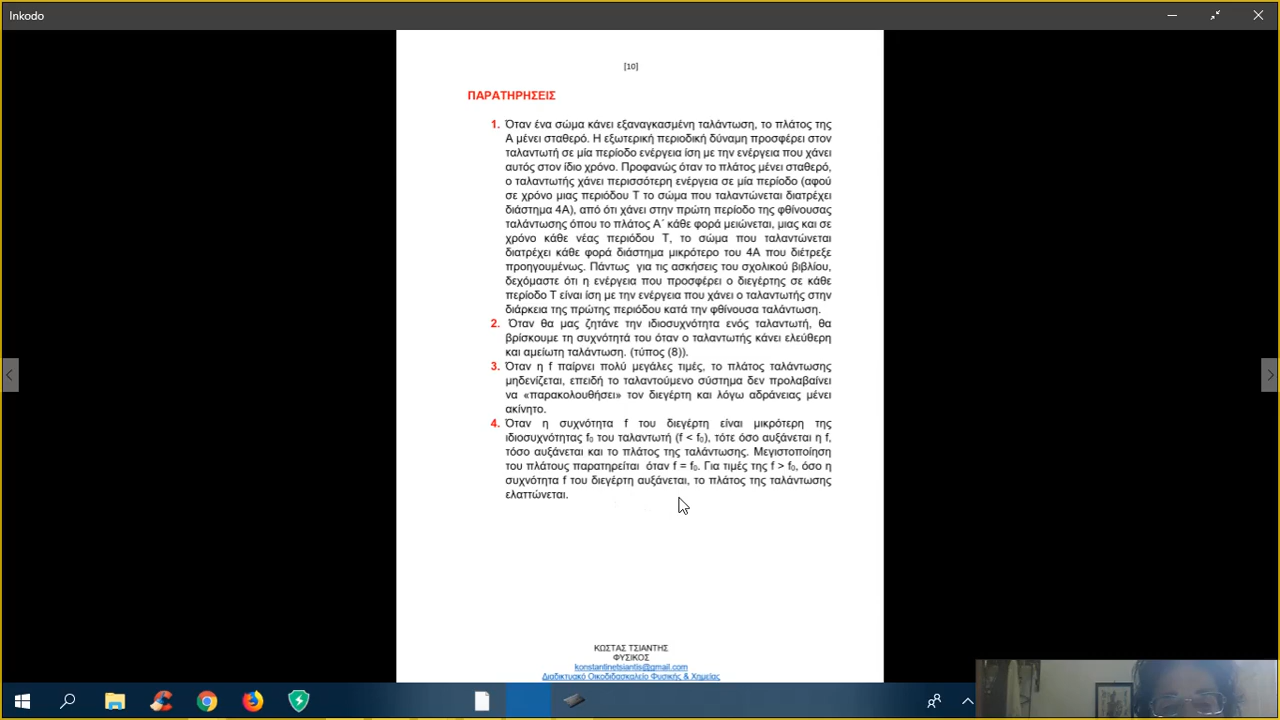 Inkodo
[10]
ΠΑΡΑΤΗΡΗΣΕΙΣ
1. Όταν ένα σώμα κάνει εξαναγκασμένη ταλάντωση, το πλάτος της
Α μένει σταθερό. Η εξωτερική περιοδική δύναμη προσφέρει στον
ταλαντωτή σε μία περίοδο ενέργεια ίση με την ενέργεια που χάνει
αυτός στον ίδιο χρόνο. Προφανώς όταν το πλάτος μένει σταθερό,
ο ταλαντωτής χάνει περισσότερη ενέργεια σε μία περίοδο (αφού
σε χρόνο μιας περιόδου Τ το σώμα που ταλαντώνεται διατρέχει
διάστημα 4Α), από ότι χάνει στην πρώτη περίοδο της φθίνουσας
ταλάντωσης όπου το πλάτος Α΄ κάθε φορά μειώνεται, μιας και σε
χρόνο κάθε νέας περιόδου Τ, το σώμα που ταλαντώνεται
διατρέχει κάθε φορά διάστημα μικρότερο του 4Α που διέτρεξε
προηγουμένως. Πάντως για τις ασκήσεις του σχολικού βιβλίου,
δεχόμαστε ότι η ενέργεια που προσφέρει ο διεγέρτης σε κάθε
περίοδο Τ είναι ίση με την ενέργεια που χάνει ο ταλαντωτής στην
διάρκεια της πρώτης περιόδου κατά την φθίνουσα ταλάντωση.
2. Όταν θα μας ζητάνε την ιδιοσυχνότητα ενός ταλαντωτή, θα
βρίσκουμε τη συχνότητά του όταν ο ταλαντωτής κάνει ελεύθερη
και αμείωτη ταλάντωση. (τύπος (8)).
3. Όταν η f παίρνει πολύ μεγάλες τιμές, το πλάτος ταλάντωσης
μηδενίζεται, επειδή το ταλαντούμενο σύστημα δεν προλαβαίνει
να «παρακολουθήσει» τον διεγέρτη και λόγω αδράνειας μένει
ακίνητο.
4. Όταν η συχνότητα f του διεγέρτη είναι μικρότερη της
ιδιοσυχνότητας f₀ του ταλαντωτή (f < f₀), τότε όσο αυξάνεται η f,
τόσο αυξάνεται και το πλάτος της ταλάντωσης. Μεγιστοποίηση
του πλάτους παρατηρείται όταν f = f₀. Για τιμές της f > f₀, όσο η
συχνότητα f του διεγέρτη αυξάνεται, το πλάτος της ταλάντωσης
ελαττώνεται.
ΚΩΣΤΑΣ ΤΣΙΑΝΤΗΣ
ΦΥΣΙΚΟΣ
konstantinetsiantis@gmail.com
Διαδικτυακό Οικοδιδασκαλείο Φυσικής & Χημείας